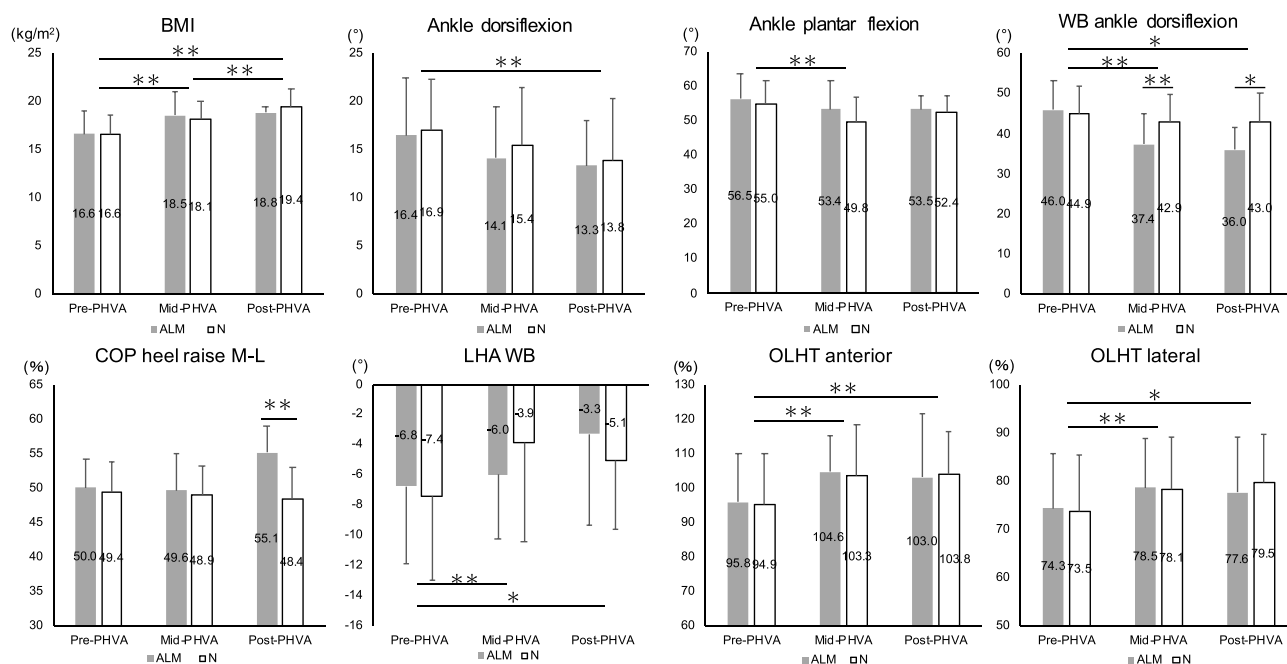 BMI
(kg/m²)
25
20
15
10
5
0
**
**
**
16.6
16.6
18.5
18.1
18.8
19.4
Pre-PHVA
Mid-PHVA
Post-PHVA
ALM
N
Ankle dorsiflexion
(°)
25
20
15
10
5
0
**
16.4
16.9
14.1
15.4
13.3
13.8
Pre-PHVA
Mid-PHVA
Post-PHVA
ALM
N
Ankle plantar flexion
(°)
70
60
50
40
30
20
10
0
**
56.5
55.0
53.4
49.8
53.5
52.4
Pre-PHVA
Mid-PHVA
Post-PHVA
ALM
N
WB ankle dorsiflexion
(°)
60
50
40
30
20
10
0
*
**
**
*
46.0
44.9
37.4
42.9
36.0
43.0
Pre-PHVA
Mid-PHVA
Post-PHVA
ALM
N
COP heel raise M-L
(%)
65
60
55
50
45
40
35
30
**
50.0
49.4
49.6
48.9
55.1
48.4
Pre-PHVA
Mid-PHVA
Post-PHVA
ALM
N
LHA WB
(°)
0
-2
-4
-6
-8
-10
-12
-14
-16
-6.8
-7.4
-6.0
-3.9
-3.3
-5.1
**
*
Pre-PHVA
Mid-PHVA
Post-PHVA
ALM
N
OLHT anterior
(%)
130
120
110
100
90
80
70
60
**
**
95.8
94.9
104.6
103.3
103.0
103.8
Pre-PHVA
Mid-PHVA
Post-PHVA
ALM
N
OLHT lateral
(%)
100
90
80
70
60
50
*
**
74.3
73.5
78.5
78.1
77.6
79.5
Pre-PHVA
Mid-PHVA
Post-PHVA
ALM
N